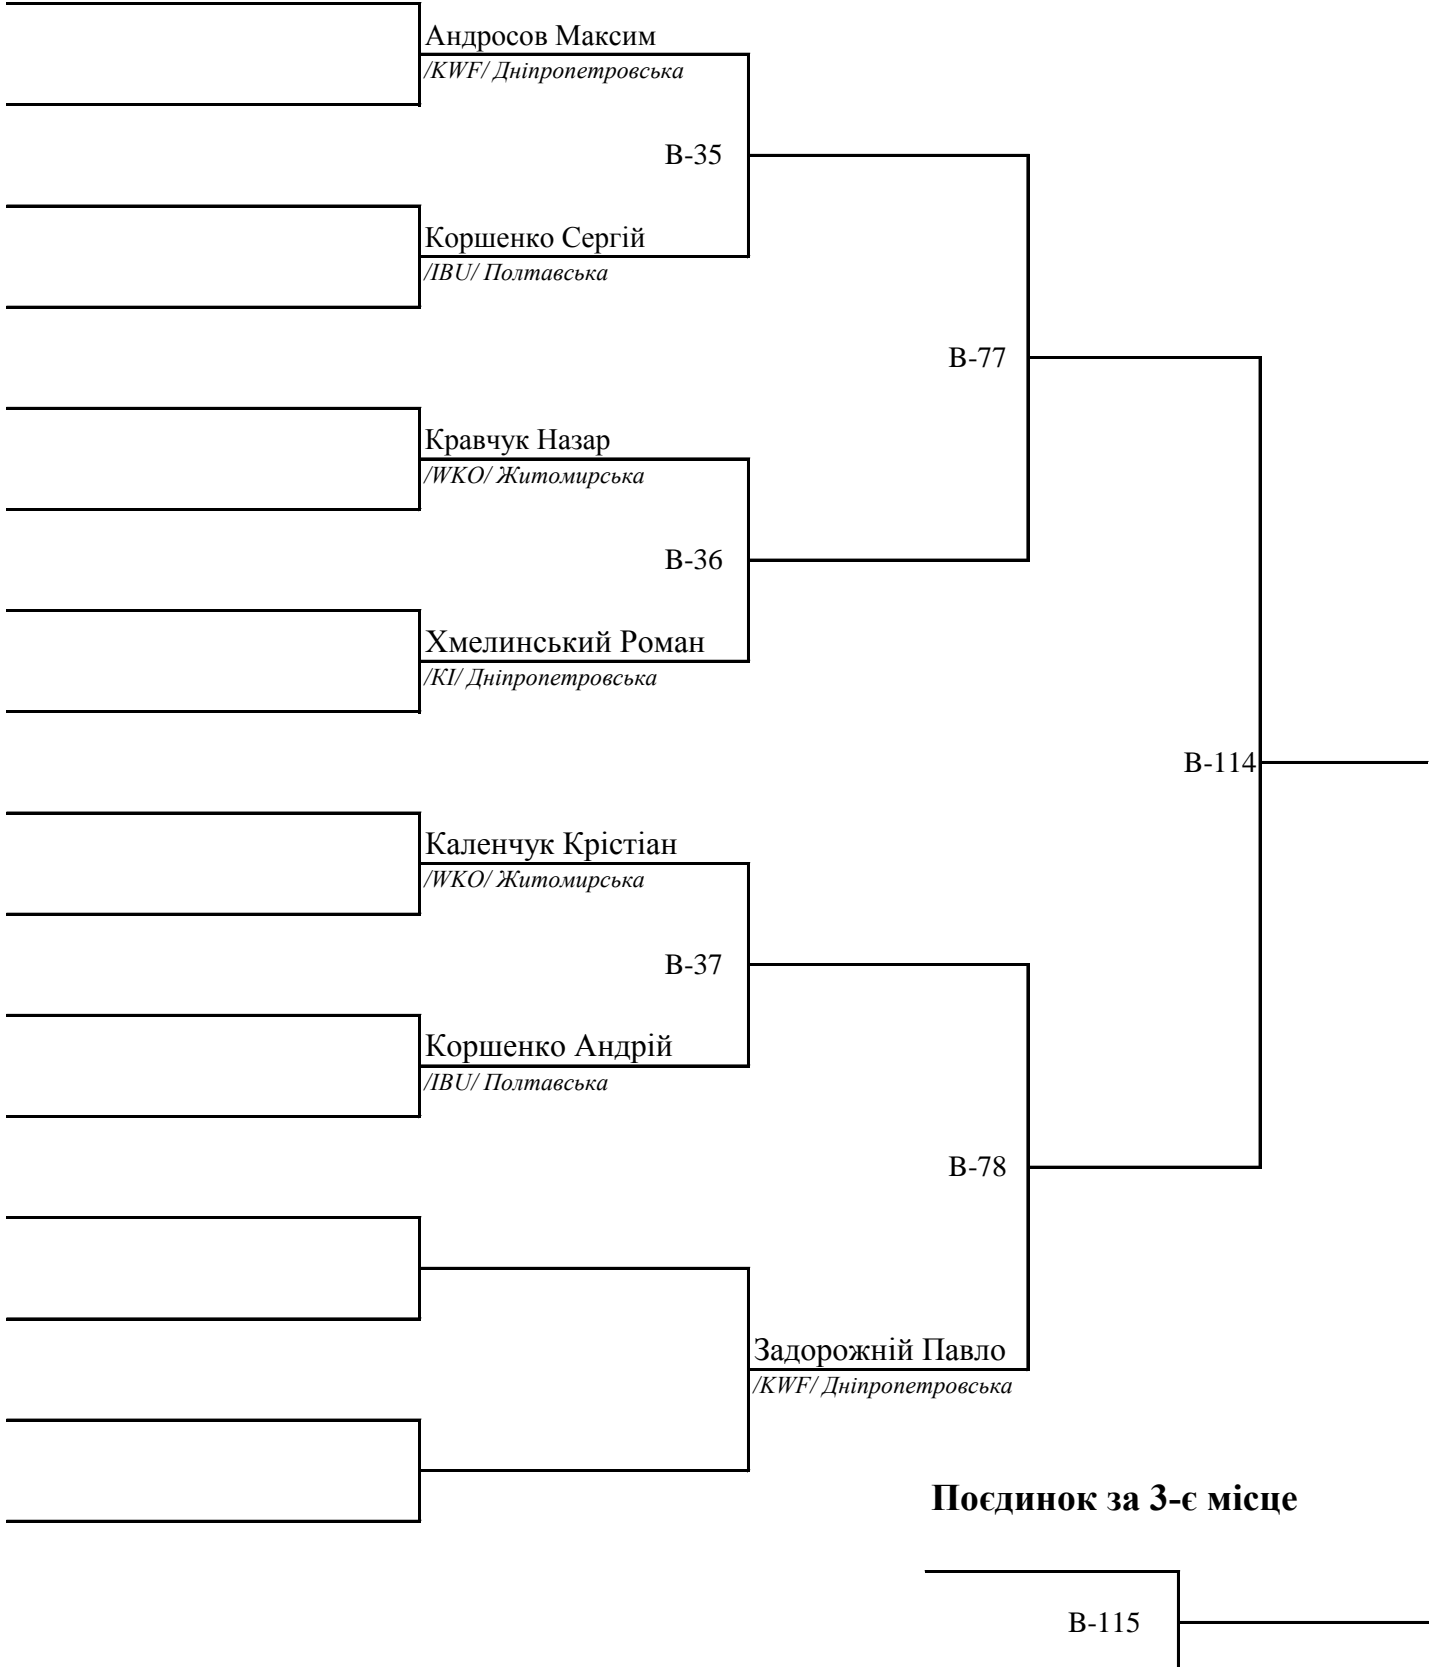 Андросов Максим
/KWF/ Дніпропетровська
В-35
Коршенко Сергій
/IBU/ Полтавська
В-77
Кравчук Назар
/WKO/ Житомирська
В-36
Хмелинський Роман
/KI/ Дніпропетровська
В-114
Каленчук Крістіан
/WKO/ Житомирська
В-37
Коршенко Андрій
/IBU/ Полтавська
В-78
Задорожній Павло
/KWF/ Дніпропетровська
Поєдинок за 3-є місце
В-115